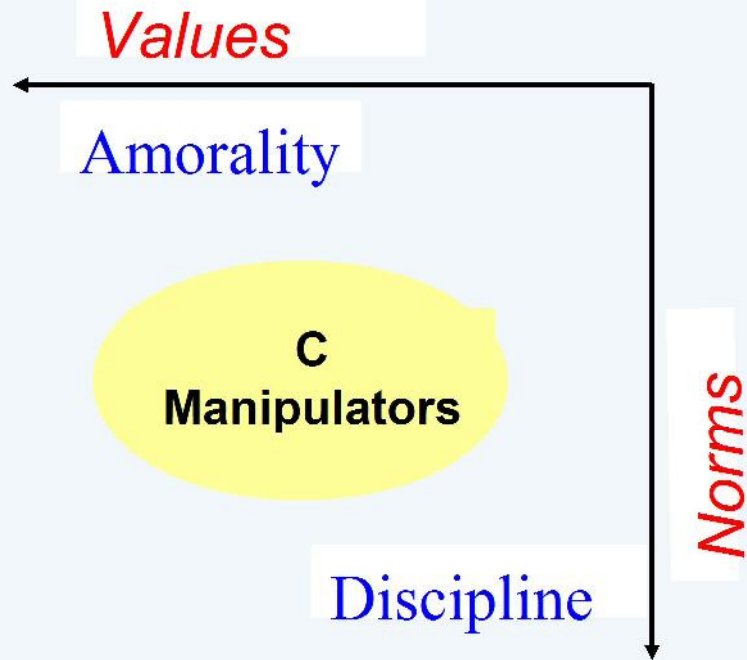 Values
Amorality
C
Manipulators
Norms
Discipline